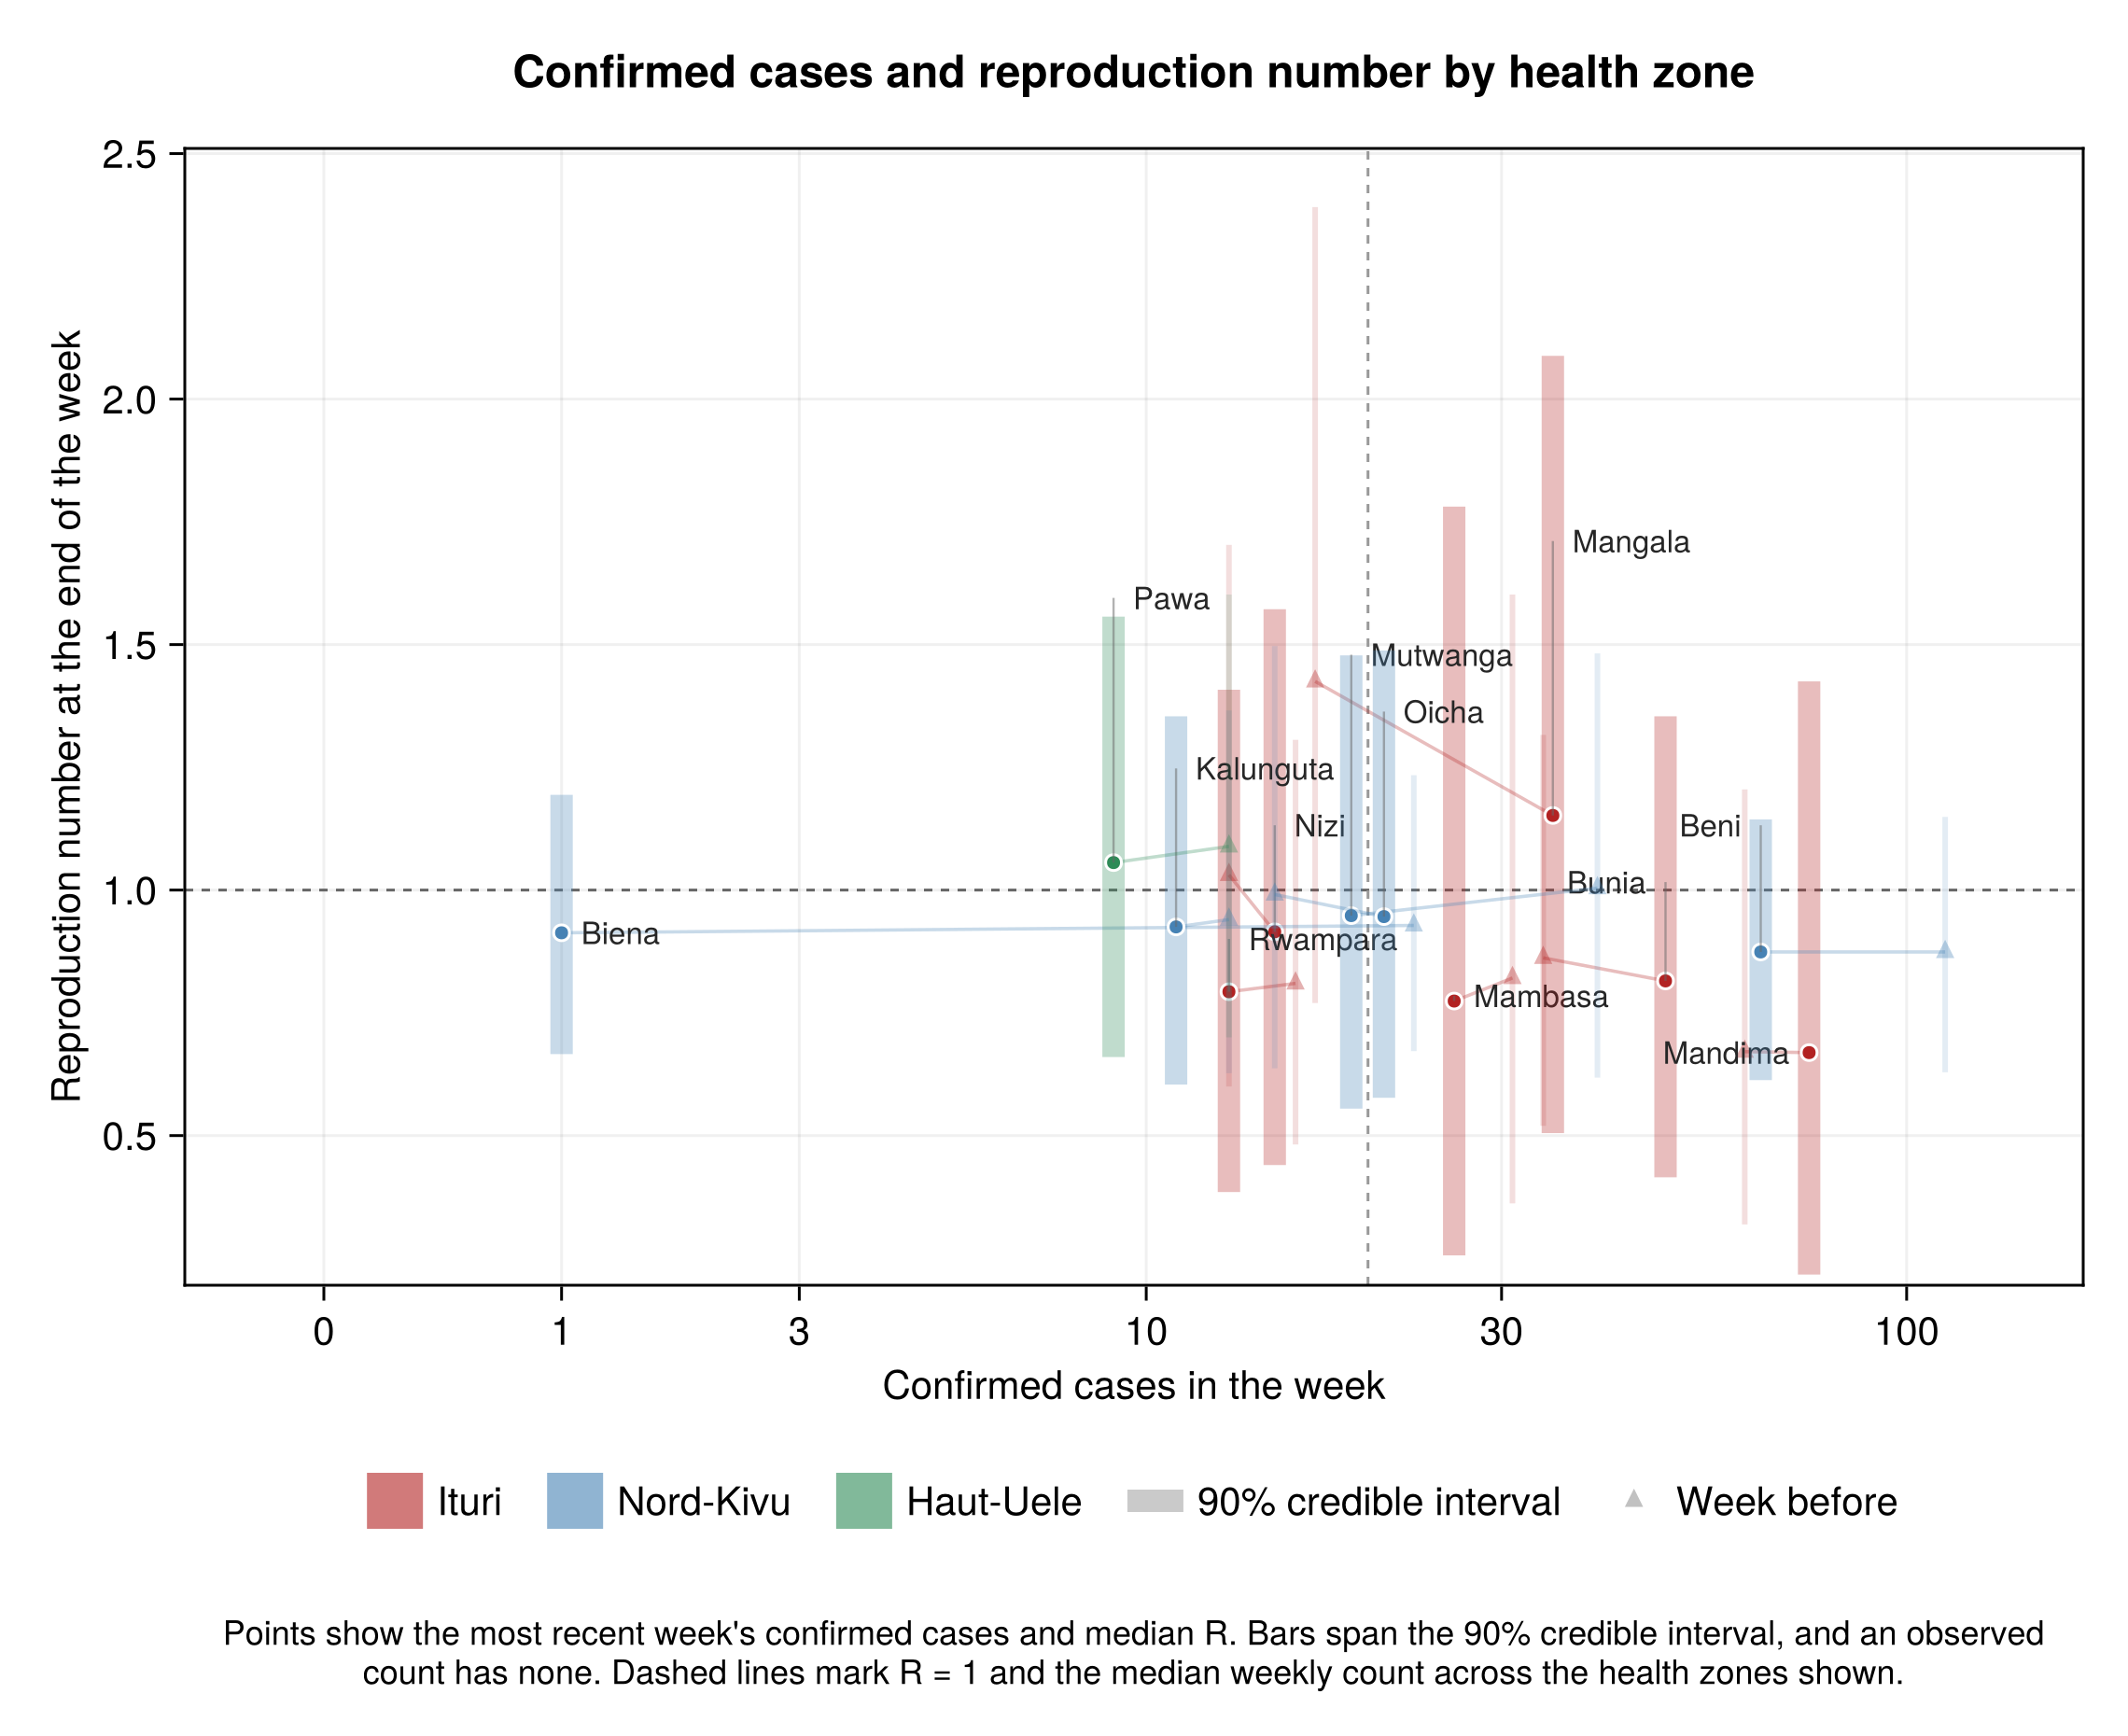 Confirmed cases and reproduction number by health zone
Reproduction number at the end of the week
2.5
2.0
1.5
1.0
0.5
Mangala
Pawa
Mutwanga
Oicha
Kalunguta
Nizi
Beni
Bunia
Biena
Rwampara
Mambasa
Mandima
0 1 3 10 30 100
Confirmed cases in the week
Ituri Nord-Kivu Haut-Uele 90% credible interval Week before
Points show the most recent week's confirmed cases and median R. Bars span the 90% credible interval, and an observed
count has none. Dashed lines mark R = 1 and the median weekly count across the health zones shown.